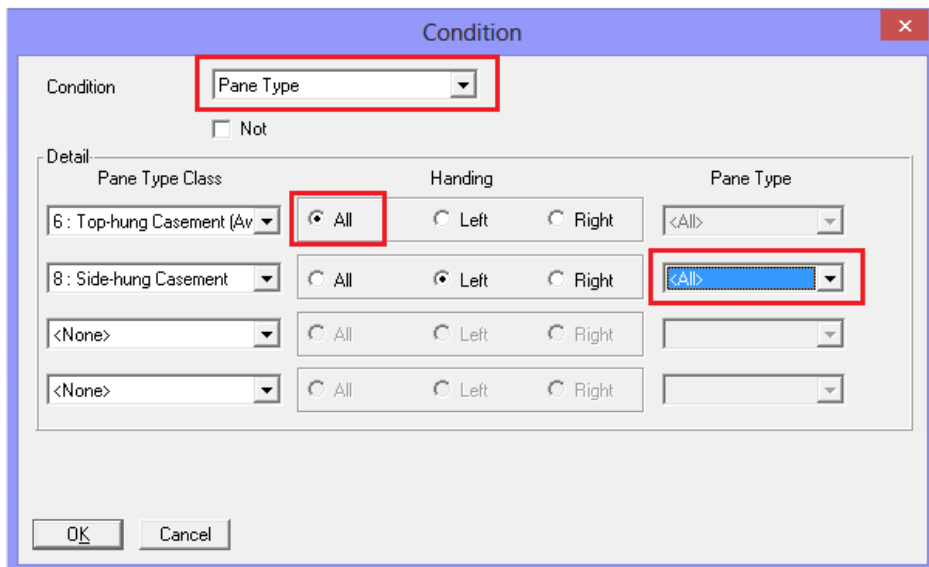 Condition
Condition Pane Type
Not
Detail
Pane Type Class Handing Pane Type
6 : Top-hung Casement (Av All Left Right <All>
8 : Side-hung Casement All Left Right <All>
<None> All Left Right
<None> All Left Right
OK Cancel